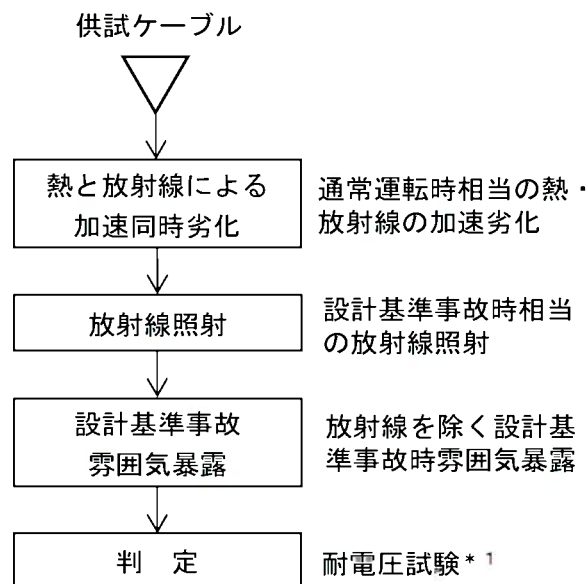 供試ケーブル
熱と放射線による
加速同時劣化
通常運転時相当の熱・
放射線の加速劣化
放射線照射
設計基準事故時相当
の放射線照射
設計基準事故
雰囲気暴露
放射線を除く設計基
準事故時雰囲気暴露
判　定
耐電圧試験*1